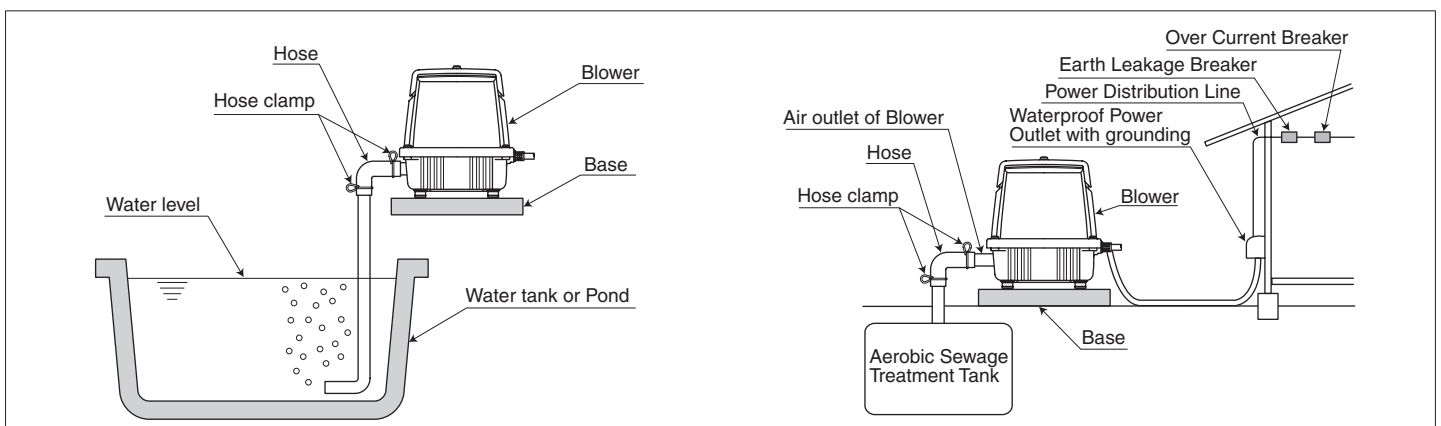 Hose
Blower
Hose clamp
Base
Water level
Water tank or Pond
Over Current Breaker
Earth Leakage Breaker
Power Distribution Line
Waterproof Power
Outlet with grounding
Air outlet of Blower
Hose
Blower
Hose clamp
Base
Aerobic Sewage
Treatment Tank